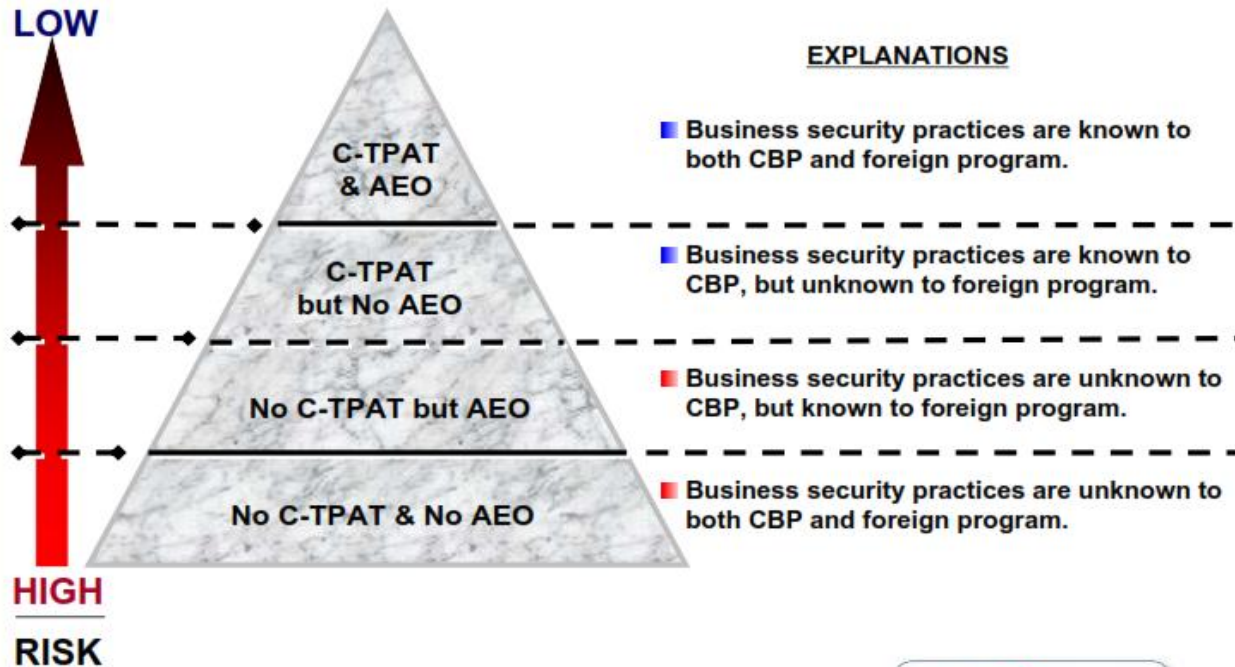 LOW
EXPLANATIONS
C-TPAT
& AEO
Business security practices are known to
both CBP and foreign program.
C-TPAT
but No AEO
Business security practices are known to
CBP, but unknown to foreign program.
No C-TPAT but AEO
Business security practices are unknown to
CBP, but known to foreign program.
No C-TPAT & No AEO
Business security practices are unknown to
both CBP and foreign program.
HIGH
RISK